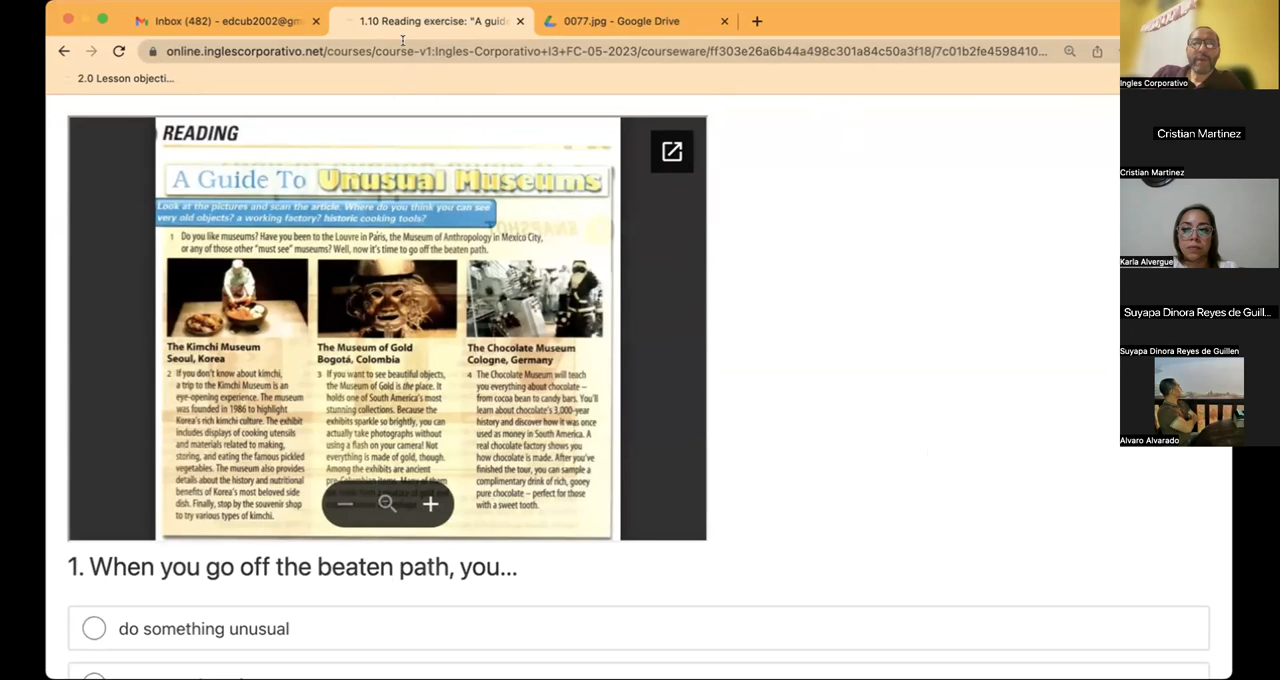 Inbox (482) - edcub2002@gm
1.10 Reading exercise: "A guid
0077.jpg - Google Drive
online.inglescorporativo.net/courses/course-v1:Ingles-Corporativo+I3+FC-05-2023/courseware/ff303e26a6b44a498c301a84c50a3f18/7c01b2fe4598410...
2.0 Lesson objecti...
READING
A Guide To Unusual Museums
Look at the pictures and scan the article. Where do you think you can see
very old objects? a working factory? historic cooking tools?
1 Do you like museums? Have you been to the Louvre in Paris, the Museum of Anthropology in Mexico City,
or any of those other "must see" museums? Well, now it's time to go off the beaten path.
The Kimchi Museum
Seoul, Korea
2 If you don't know about kimchi,
a trip to the Kimchi Museum is an
eye-opening experience. The museum
was founded in 1986 to highlight
Korea's rich kimchi culture. The exhibit
includes displays of cooking utensils
and materials related to making,
storing, and eating the famous pickled
vegetables. The museum also provides
details about the history and nutritional
benefits of Korea's most beloved side
dish. Finally, stop by the souvenir shop
to try various types of kimchi.
The Museum of Gold
Bogotá, Colombia
3 If you want to see beautiful objects,
the Museum of Gold is the place. It
holds one of South America's most
stunning collections. Because the
exhibits sparkle so brightly, you can
actually take photographs without
using a flash on your camera! Not
everything is made of gold, though.
Among the exhibits are ancient
pre-Columbian items. Many of them
The Chocolate Museum
Cologne, Germany
4 The Chocolate Museum will teach
you everything about chocolate –
from cocoa bean to candy bars. You'll
learn about chocolate's 3,000-year
history and discover how it was once
used as money in South America. A
real chocolate factory shows you
how chocolate is made. After you've
finished the tour, you can sample a
complimentary drink of rich, gooey
pure chocolate – perfect for those
with a sweet tooth.
1. When you go off the beaten path, you...
do something unusual
Ingles Corporativo
Cristian Martinez
Cristian Martinez
Karla Alvergue
Suyapa Dinora Reyes de Guill...
Suyapa Dinora Reyes de Guillen
Alvaro Alvarado